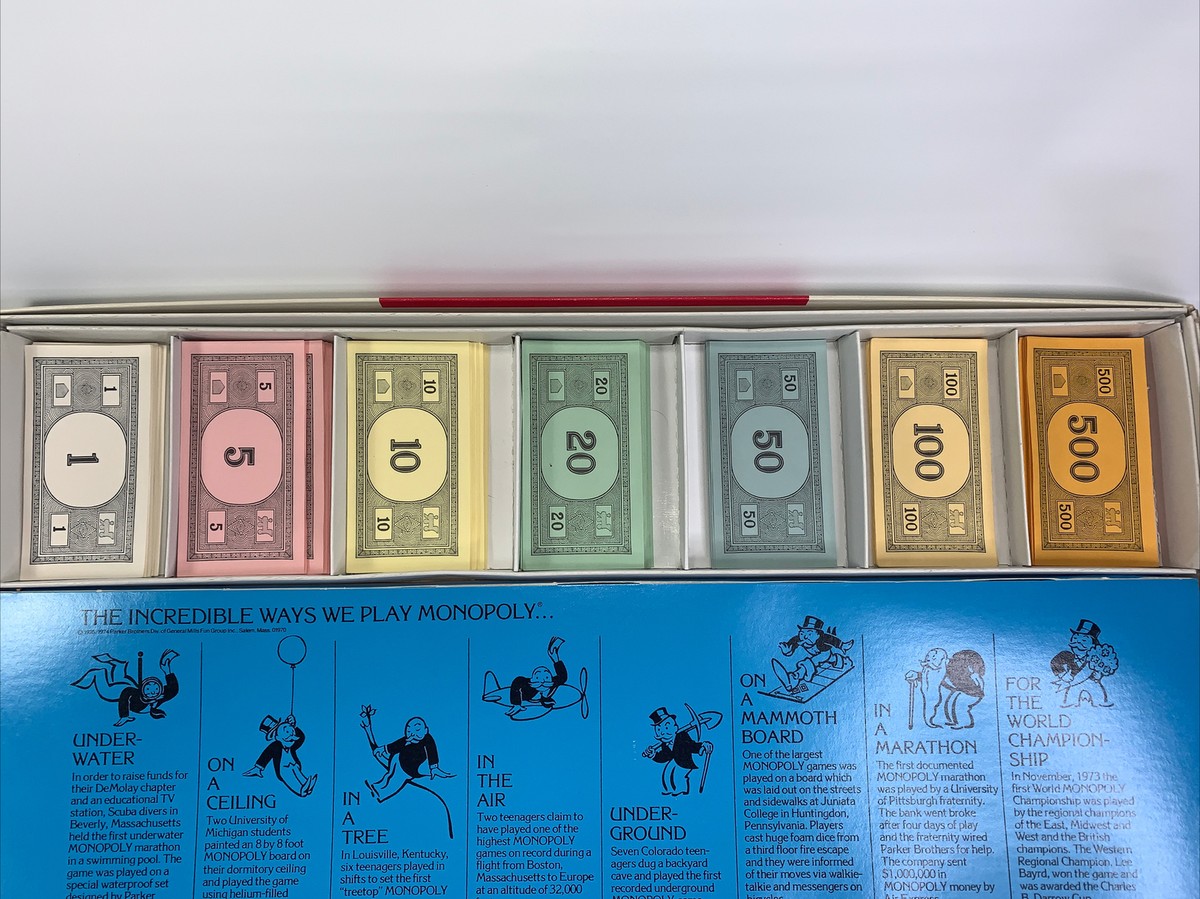 1
1
1
5
5
5
10
10
10
20
20
20
50
50
50
100
100
100
500
500
500
THE INCREDIBLE WAYS WE PLAY MONOPOLY®...
UNDER-
WATER
In order to raise funds for
their DeMolay chapter
and an educational TV
station, Scuba divers in
Beverly, Massachusetts
held the first underwater
MONOPOLY marathon
in a swimming pool. The
game was played on a
special waterproof set
designed by Parker
ON
A
CEILING
Two University of
Michigan students
painted an 8 by 8 foot
MONOPOLY board on
their dormitory ceiling
and played the game
using helium-filled
IN
A
TREE
In Louisville, Kentucky,
six teenagers played in
shifts to set the first
"treetop" MONOPOLY
IN
THE
AIR
Two teenagers claim to
have played one of the
highest MONOPOLY
games on record during a
flight from Boston,
Massachusetts to Europe
at an altitude of 32,000
UNDER-
GROUND
Seven Colorado teen-
agers dug a backyard
cave and played the first
recorded underground
ON
A
MAMMOTH
BOARD
One of the largest
MONOPOLY games was
played on a board which
was laid out on the streets
and sidewalks at Juniata
College in Huntingdon,
Pennsylvania. Players
cast huge foam dice from
a third floor fire escape
and they were informed
of their moves via walkie-
talkie and messengers on
IN
A
MARATHON
The first documented
MONOPOLY marathon
was played by a University
of Pittsburgh fraternity.
The bank went broke
after four days of play
and the fraternity wired
Parker Brothers for help.
The company sent
$1,000,000 in
MONOPOLY money by
FOR
THE
WORLD
CHAMPION-
SHIP
In November, 1973 the
first World MONOPOLY
Championship was played
by the regional champions
of the East, Midwest and
West and the British
champions. The Western
Regional Champion, Lee
Bayrd, won the game and
was awarded the Charles
B. Darrow Cup